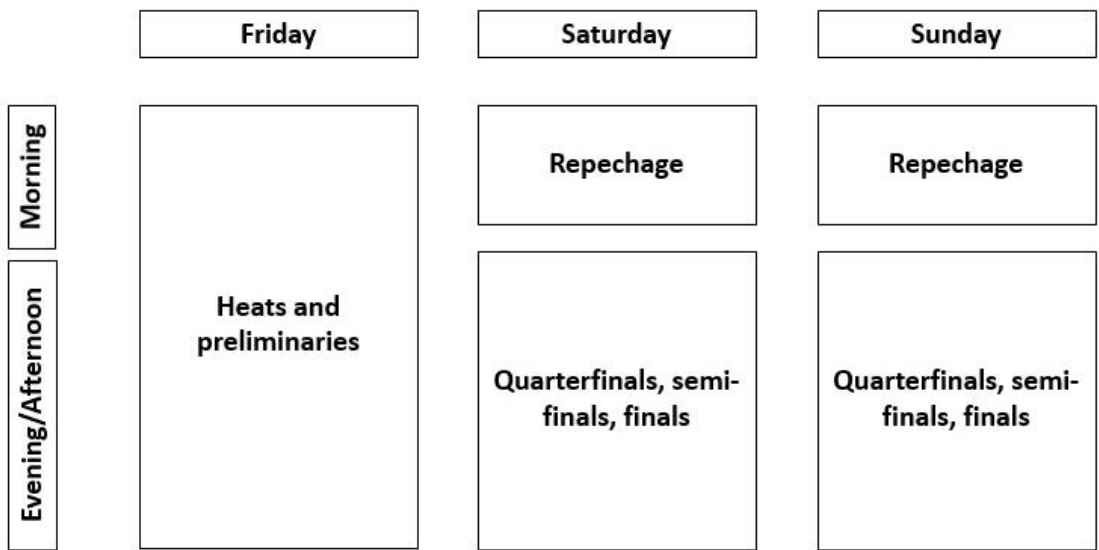 Friday
Saturday
Sunday
Morning
Repechage
Repechage
Evening/Afternoon
Heats and
preliminaries
Quarterfinals, semi-
finals, finals
Quarterfinals, semi-
finals, finals